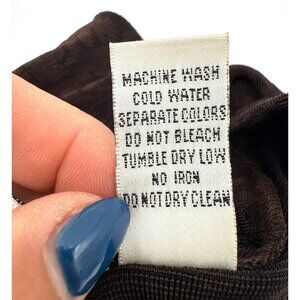 MACHINE WASH
COLD WATER
SEPARATE COLORS
DO NOT BLEACH
TUMBLE DRY LOW
NO IRON
DO NOT DRY CLEAN